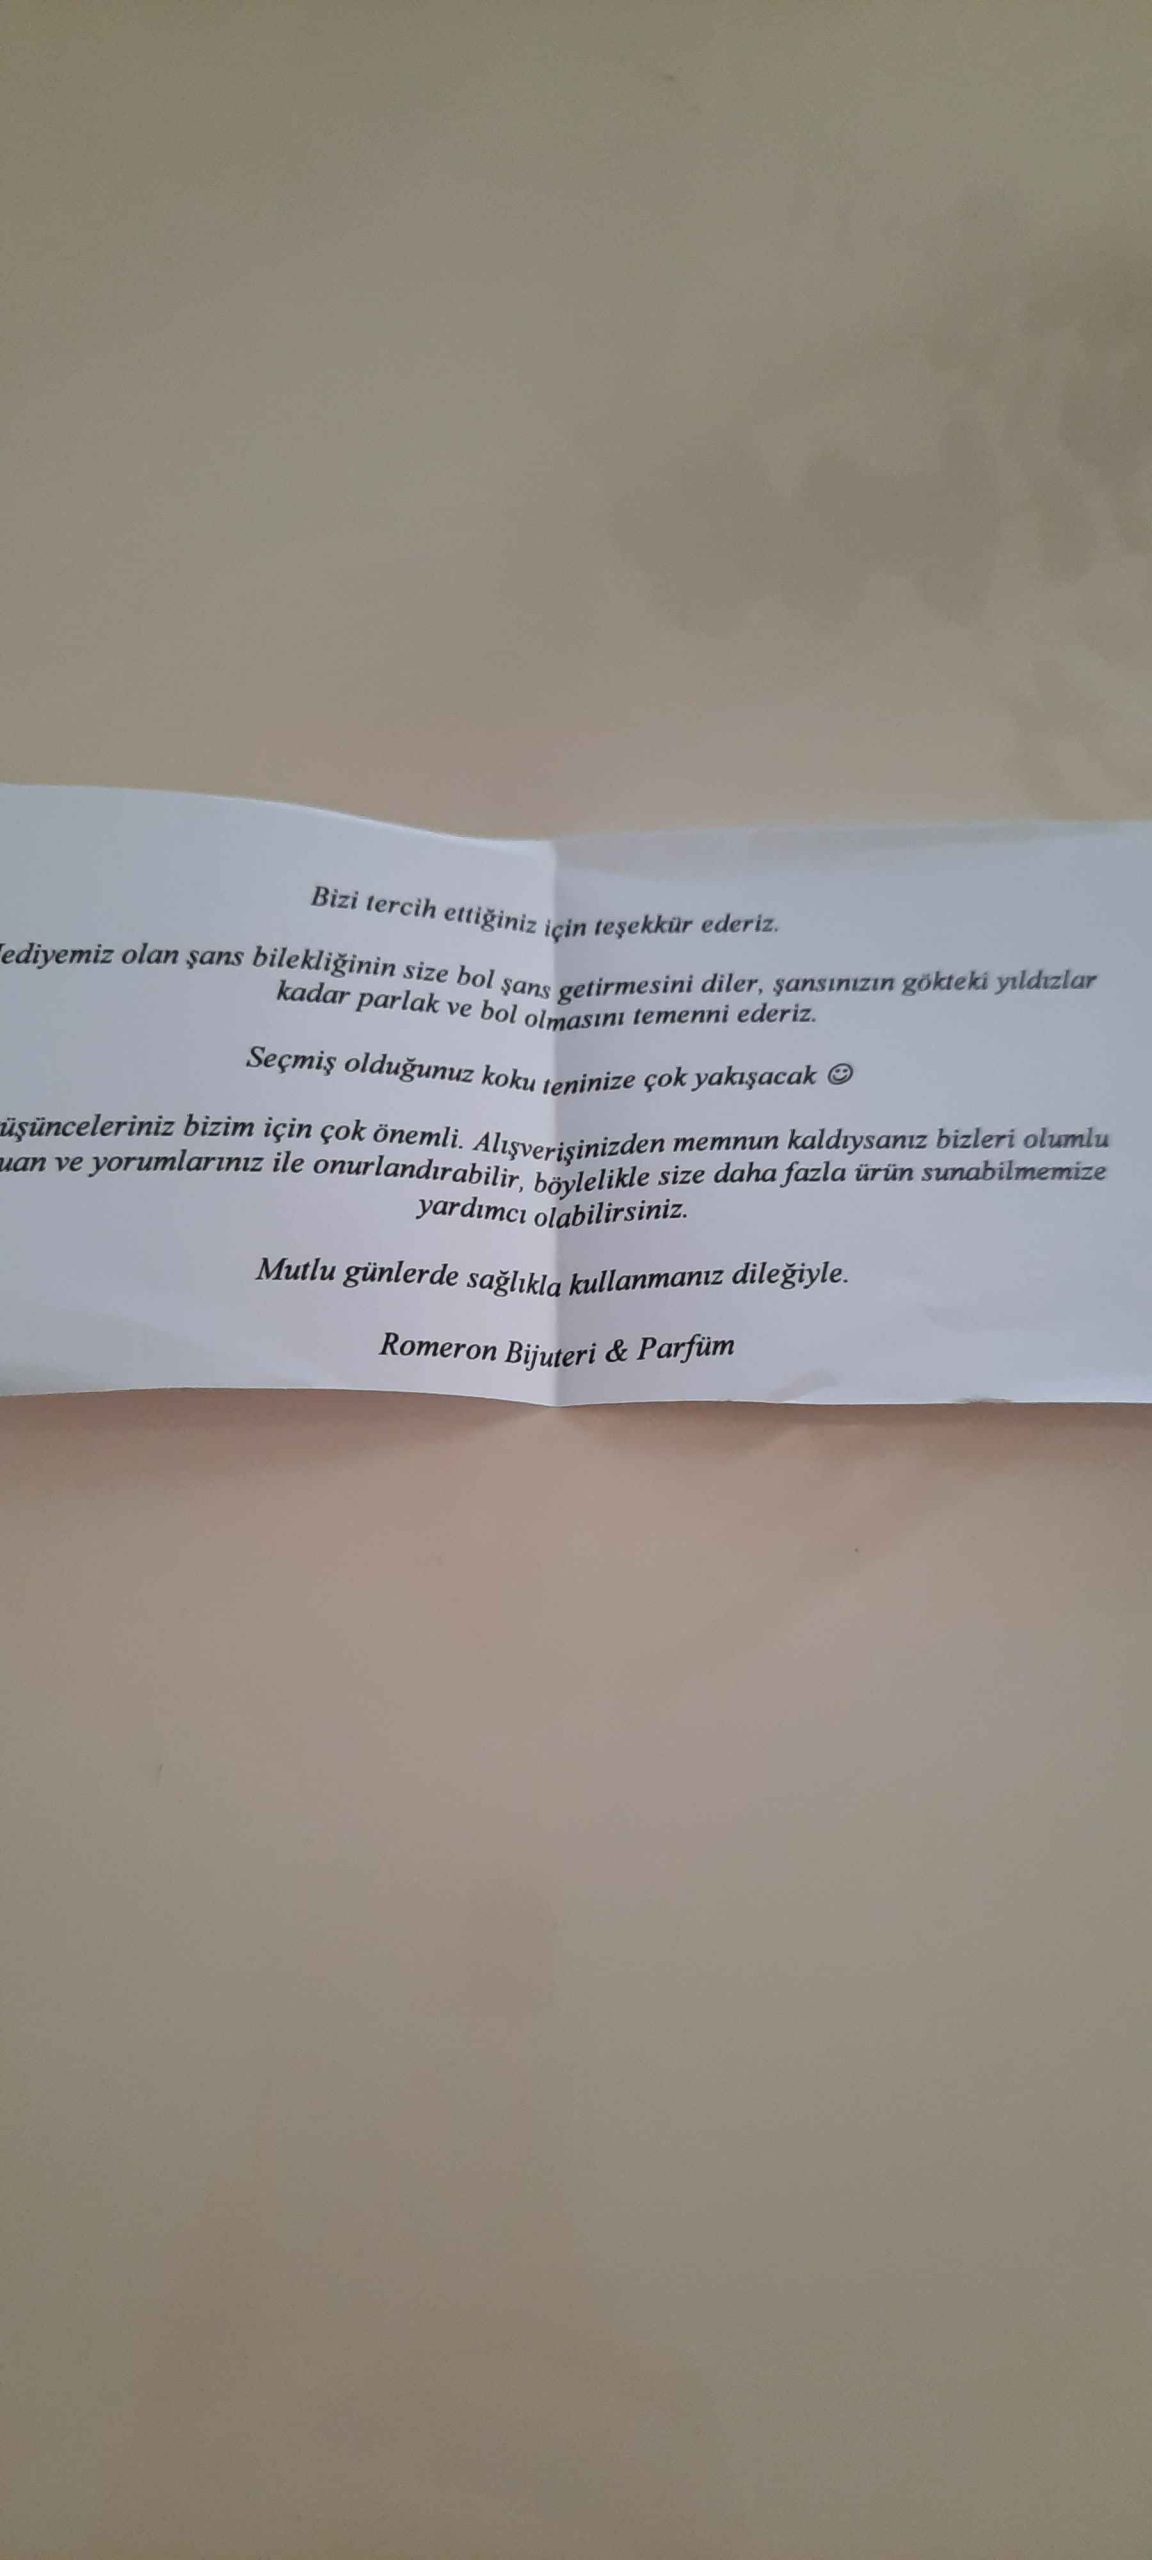 Bizi tercih ettiğiniz için teşekkür ederiz.
ediyemiz olan şans bilekliğinin size bol şans getirmesini diler, şansınızın gökteki yıldızlar
kadar parlak ve bol olmasını temenni ederiz.
Seçmiş olduğunuz koku teninize çok yakışacak ☺
üşünceleriniz bizim için çok önemli. Alışverişinizden memnun kaldıysanız bizleri olumlu
uan ve yorumlarınız ile onurlandırabilir, böylelikle size daha fazla ürün sunabilmemize
yardımcı olabilirsiniz.
Mutlu günlerde sağlıkla kullanmanız dileğiyle.
Romeron Bijuteri & Parfüm